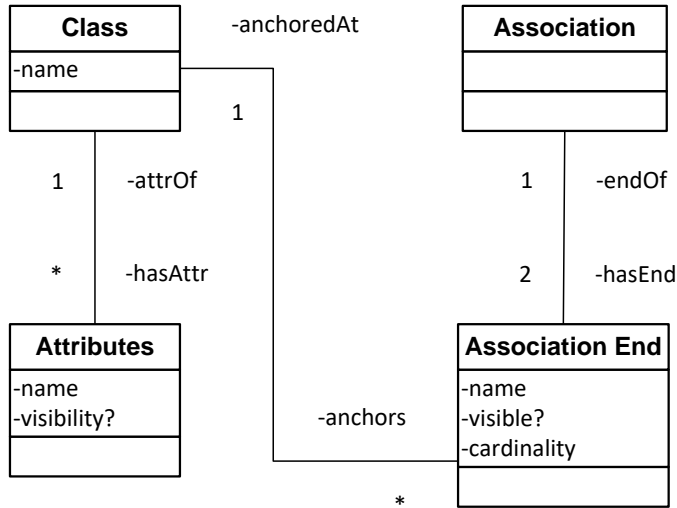 Class
-name
-anchoredAt
Association
1
1
-attrOf
1
-endOf
*
-hasAttr
2
-hasEnd
Attributes
-name
-visibility?
-anchors
*
Association End
-name
-visible?
-cardinality